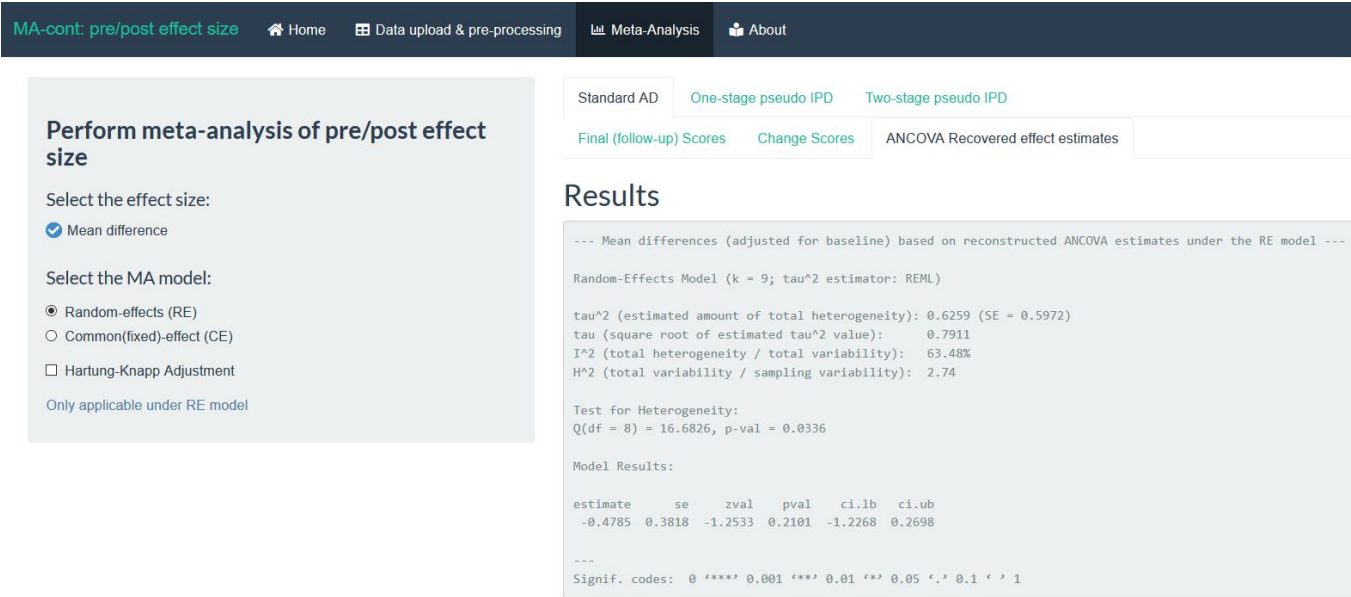 MA-cont: pre/post effect size Home Data upload & pre-processing Meta-Analysis About
Perform meta-analysis of pre/post effect
size
Select the effect size:
Mean difference
Select the MA model:
Random-effects (RE)
Common(fixed)-effect (CE)
Hartung-Knapp Adjustment
Only applicable under RE model
Standard AD One-stage pseudo IPD Two-stage pseudo IPD
Final (follow-up) Scores Change Scores ANCOVA Recovered effect estimates
Results
--- Mean differences (adjusted for baseline) based on reconstructed ANCOVA estimates under the RE model ---
Random-Effects Model (k = 9; tau^2 estimator: REML)
tau^2 (estimated amount of total heterogeneity): 0.6259 (SE = 0.5972)
tau (square root of estimated tau^2 value): 0.7911
I^2 (total heterogeneity / total variability): 63.48%
H^2 (total variability / sampling variability): 2.74
Test for Heterogeneity:
Q(df = 8) = 16.6826, p-val = 0.0336
Model Results:
estimate se zval pval ci.lb ci.ub
-0.4785 0.3818 -1.2533 0.2101 -1.2268 0.2698
---
Signif. codes: 0 ‘***’ 0.001 ‘**’ 0.01 ‘*’ 0.05 ‘.’ 0.1 ‘ ’ 1